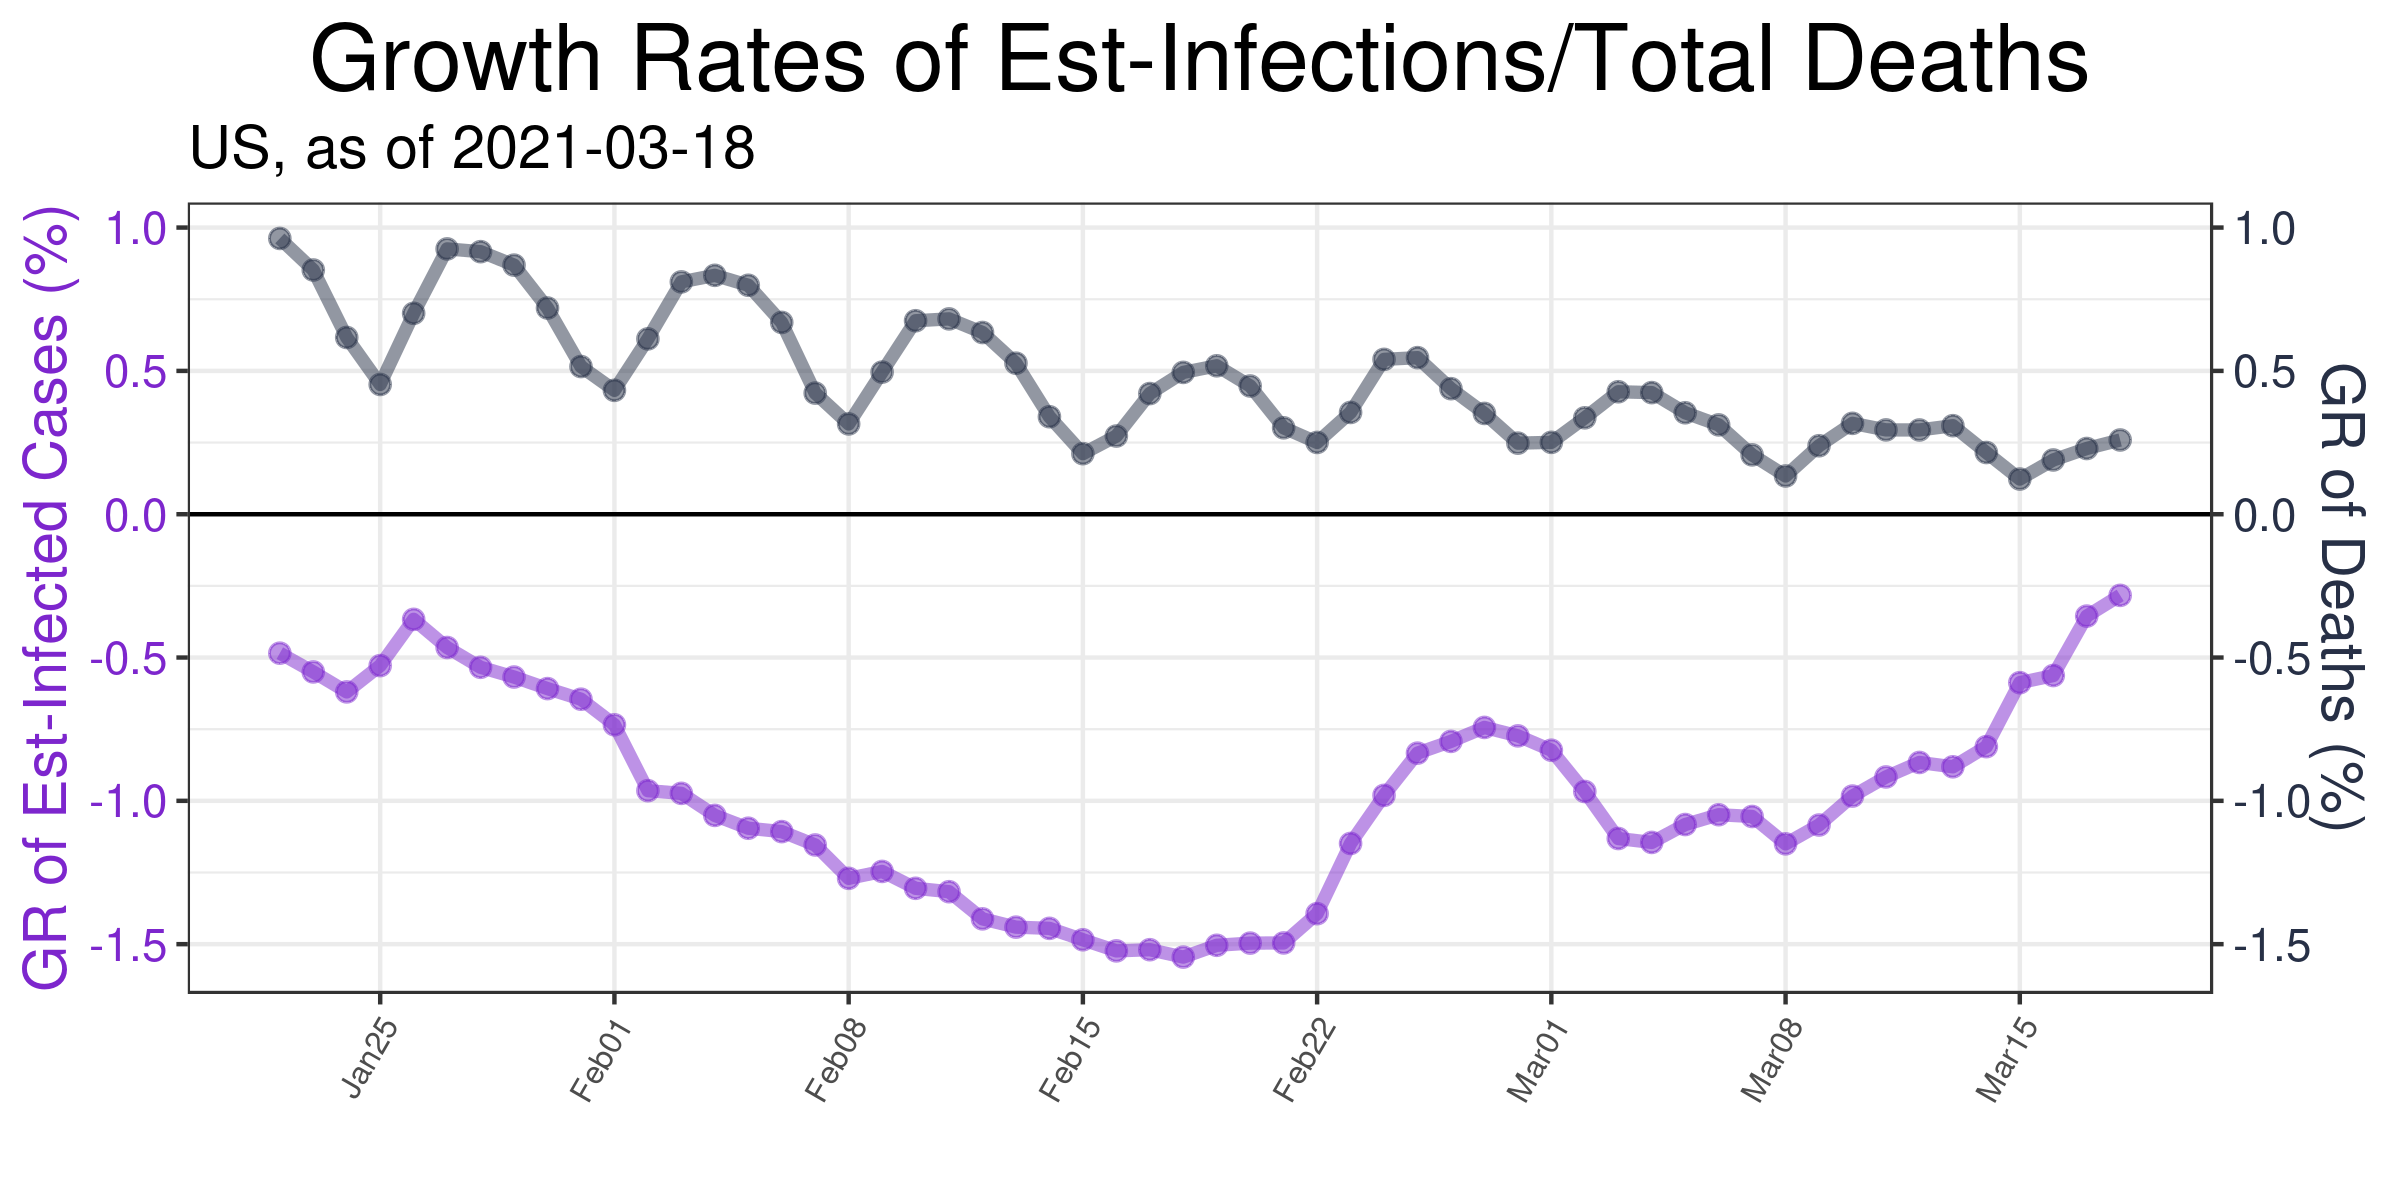 Growth Rates of Est-Infections/Total Deaths
US, as of 2021-03-18
GR of Est-Infected Cases (%)
1.0
0.5
0.0
-0.5
-1.0
-1.5
1.0
0.5
0.0
-0.5
-1.0
-1.5
GR of Deaths (%)
Jan25
Feb01
Feb08
Feb15
Feb22
Mar01
Mar08
Mar15